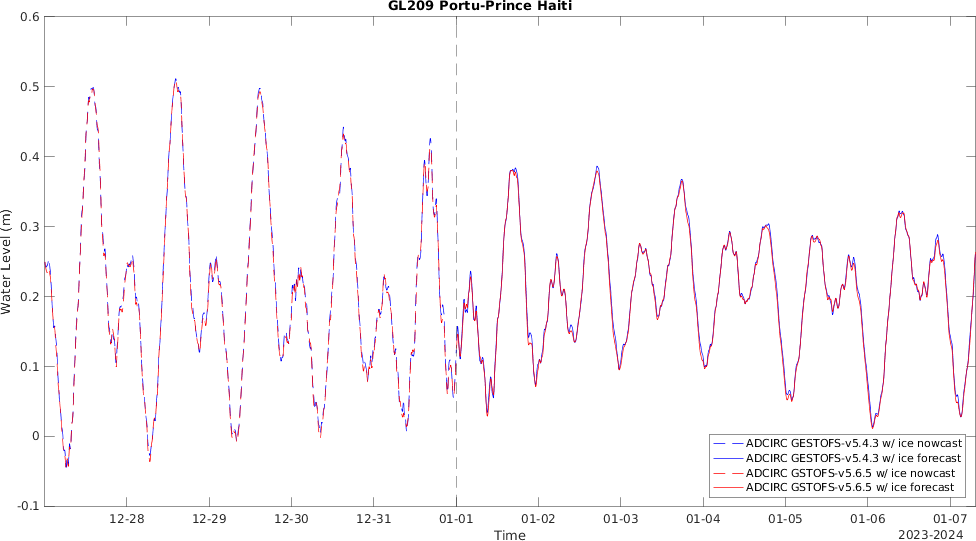 GL209 Portu-Prince Haiti
0.6
0.5
0.4
0.3
0.2
0.1
0
-0.1
Water Level (m)
ADCIRC GESTOFS-v5.4.3 w/ ice nowcast
ADCIRC GESTOFS-v5.4.3 w/ ice forecast
ADCIRC GSTOFS-v5.6.5 w/ ice nowcast
ADCIRC GSTOFS-v5.6.5 w/ ice forecast
12-28 12-29 12-30 12-31 01-01 01-02 01-03 01-04 01-05 01-06 01-07
Time
2023-2024